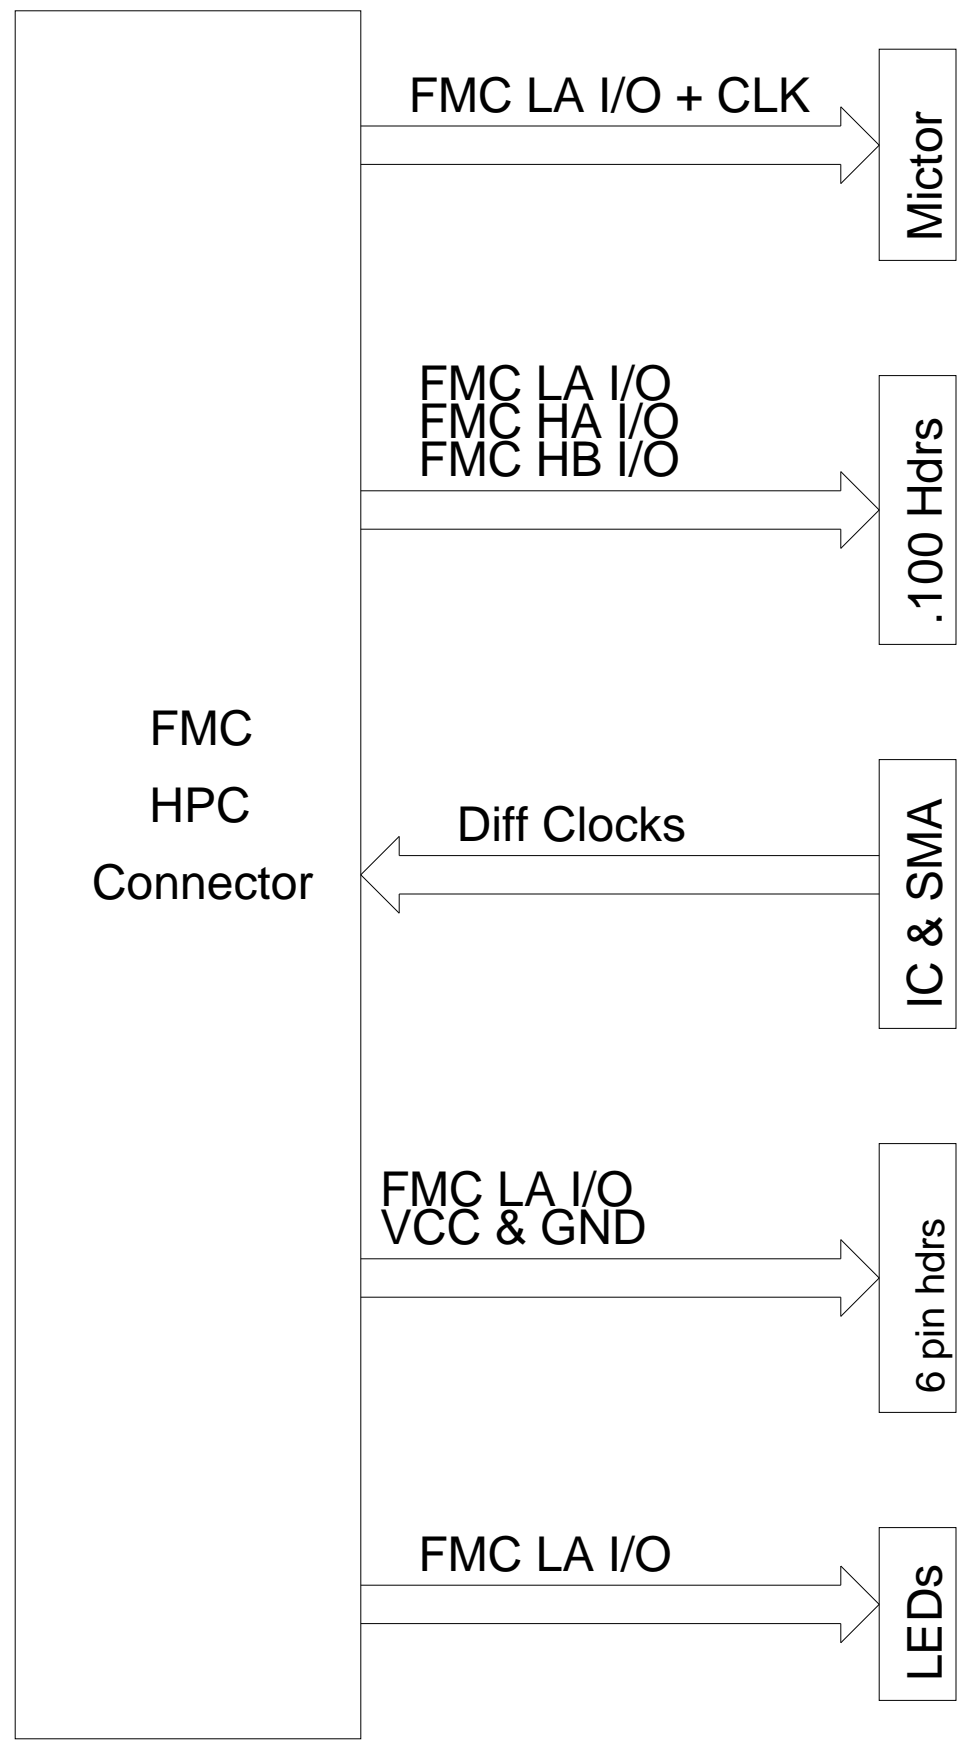 FMC LA I/O + CLK
Mictor
FMC LA I/O
FMC HA I/O
FMC HB I/O
.100 Hdrs
FMC
HPC
Connector
Diff Clocks
IC & SMA
FMC LA I/O
VCC & GND
6 pin hdrs
FMC LA I/O
LEDs